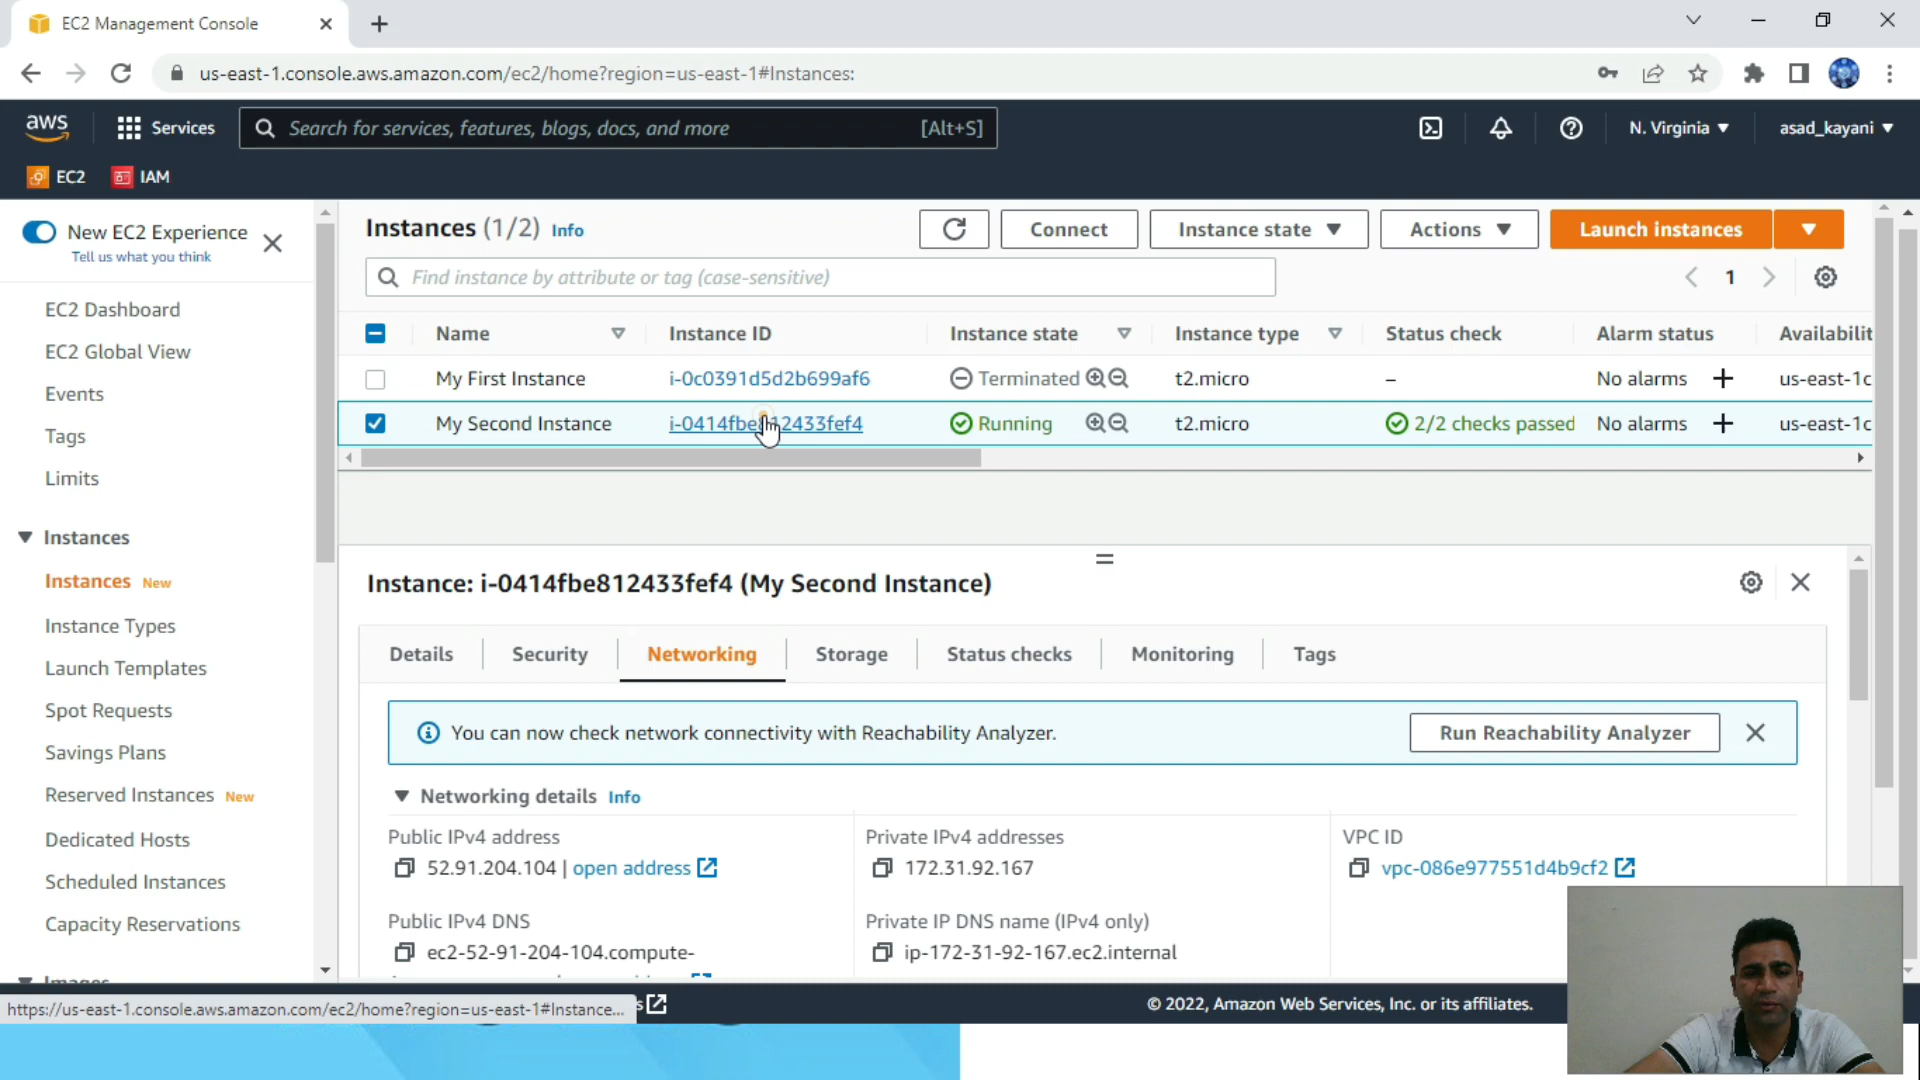 EC2 Management Console
us-east-1.console.aws.amazon.com/ec2/home?region=us-east-1#Instances:
aws
Services
Search for services, features, blogs, docs, and more [Alt+S]
N. Virginia
asad_kayani
EC2
IAM
New EC2 Experience
Tell us what you think
EC2 Dashboard
EC2 Global View
Events
Tags
Limits
Instances
Instances New
Instance Types
Launch Templates
Spot Requests
Savings Plans
Reserved Instances New
Dedicated Hosts
Scheduled Instances
Capacity Reservations
Images
Instances (1/2) Info
Connect
Instance state
Actions
Launch instances
Find instance by attribute or tag (case-sensitive)
1
Name Instance ID Instance state Instance type Status check Alarm status Availabilit
My First Instance i-0c0391d5d2b699af6 Terminated t2.micro – No alarms + us-east-1c
My Second Instance i-0414fbe812433fef4 Running t2.micro 2/2 checks passed No alarms + us-east-1c
Instance: i-0414fbe812433fef4 (My Second Instance)
Details Security Networking Storage Status checks Monitoring Tags
You can now check network connectivity with Reachability Analyzer.
Run Reachability Analyzer
Networking details Info
Public IPv4 address
52.91.204.104 | open address
Private IPv4 addresses
172.31.92.167
VPC ID
vpc-086e977551d4b9cf2
Public IPv4 DNS
ec2-52-91-204-104.compute-
Private IP DNS name (IPv4 only)
ip-172-31-92-167.ec2.internal
https://us-east-1.console.aws.amazon.com/ec2/home?region=us-east-1#Instance...
s
© 2022, Amazon Web Services, Inc. or its affiliates.